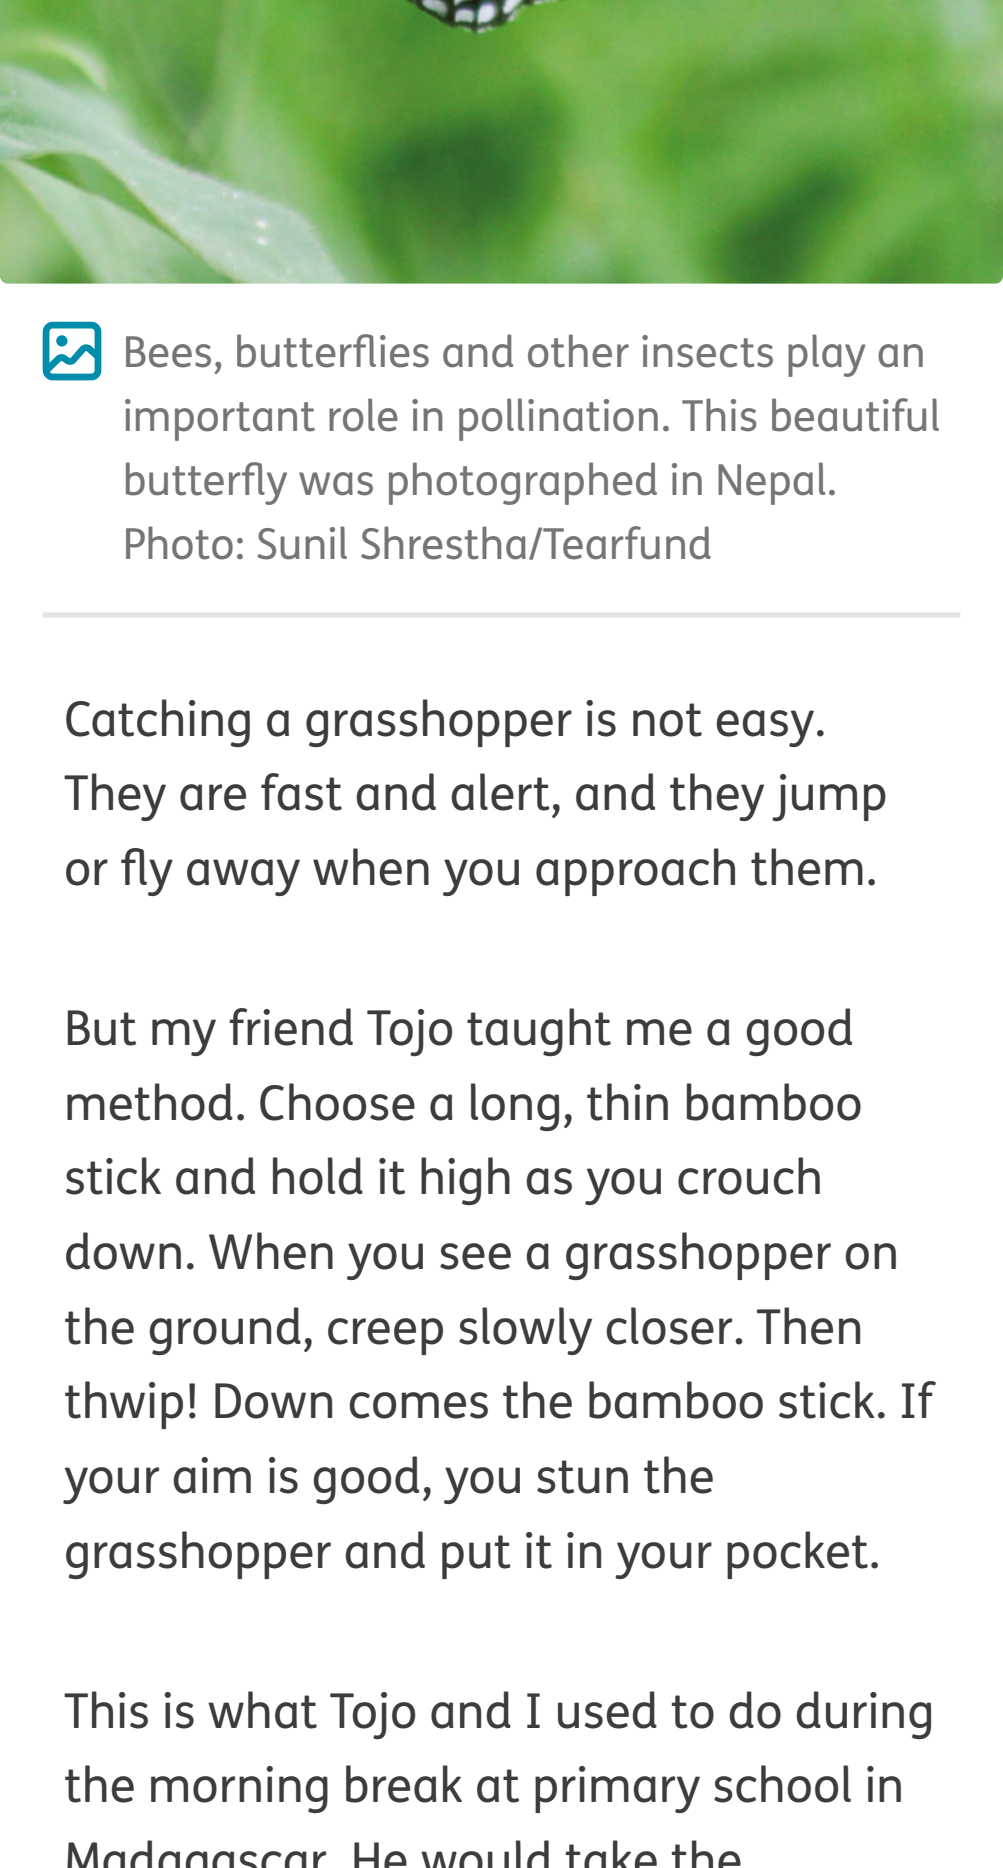 Bees, butterflies and other insects play an
important role in pollination. This beautiful
butterfly was photographed in Nepal.
Photo: Sunil Shrestha/Tearfund
Catching a grasshopper is not easy.
They are fast and alert, and they jump
or fly away when you approach them.
But my friend Tojo taught me a good
method. Choose a long, thin bamboo
stick and hold it high as you crouch
down. When you see a grasshopper on
the ground, creep slowly closer. Then
thwip! Down comes the bamboo stick. If
your aim is good, you stun the
grasshopper and put it in your pocket.
This is what Tojo and I used to do during
the morning break at primary school in
Madagascar. He would take the